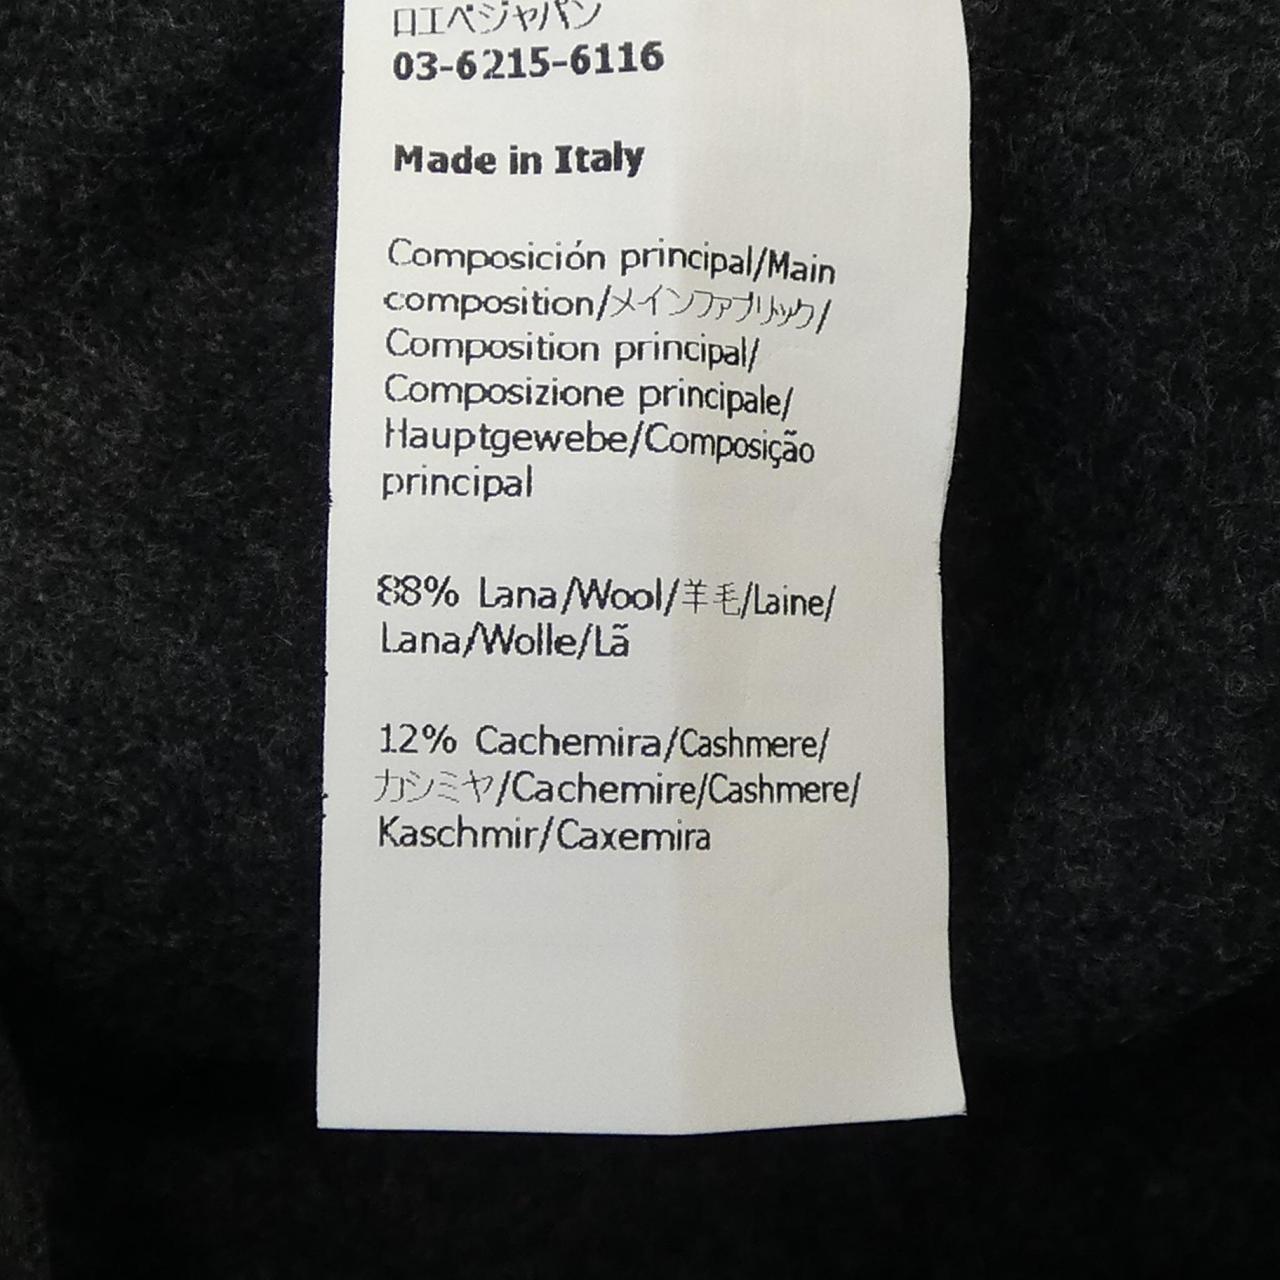 ロエベジャパン
03-6215-6116
Made in Italy
Composición principal/Main
composition/メインファブリック/
Composition principal/
Composizione principale/
Hauptgewebe/Composição
principal
88% Lana/Wool/羊毛/Laine/
Lana/Wolle/Lã
12% Cachemira/Cashmere/
カシミヤ/Cachemire/Cashmere/
Kaschmir/Caxemira